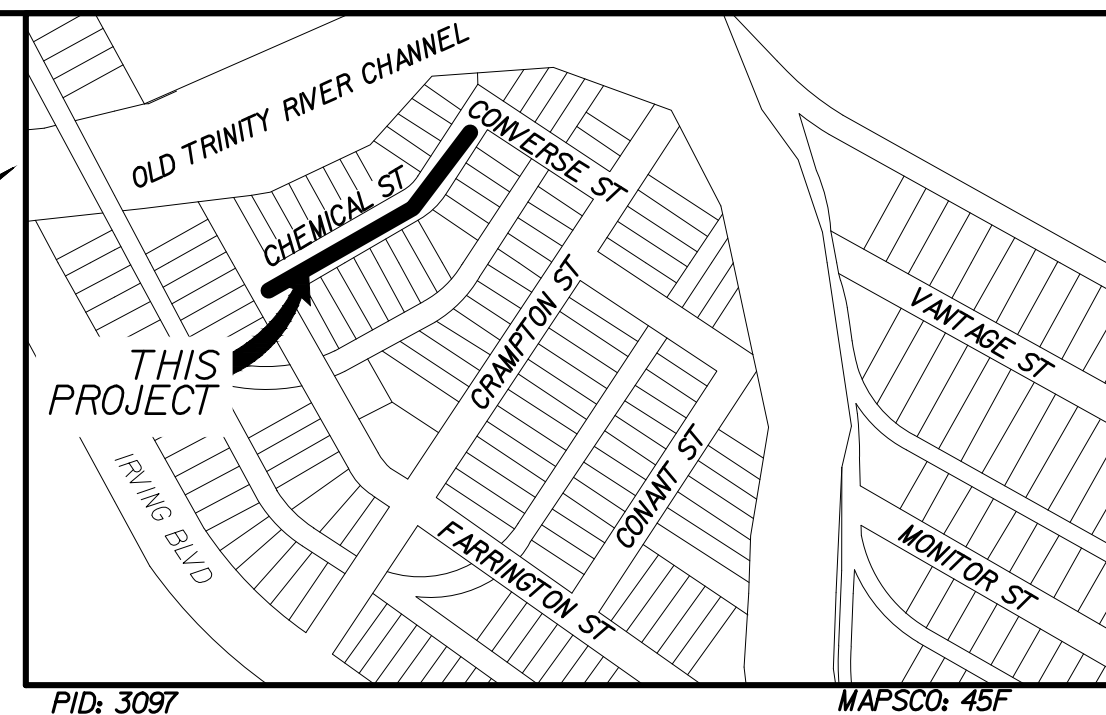 OLD TRINITY RIVER CHANNEL
CONVERSE ST
CHEMICAL ST
CRAMPTON ST
VANTAGE ST
THIS
PROJECT
IRVING BLVD
CONANT ST
FARRINGTON ST
MONITOR ST
PID: 3097
MAPSCO: 45F